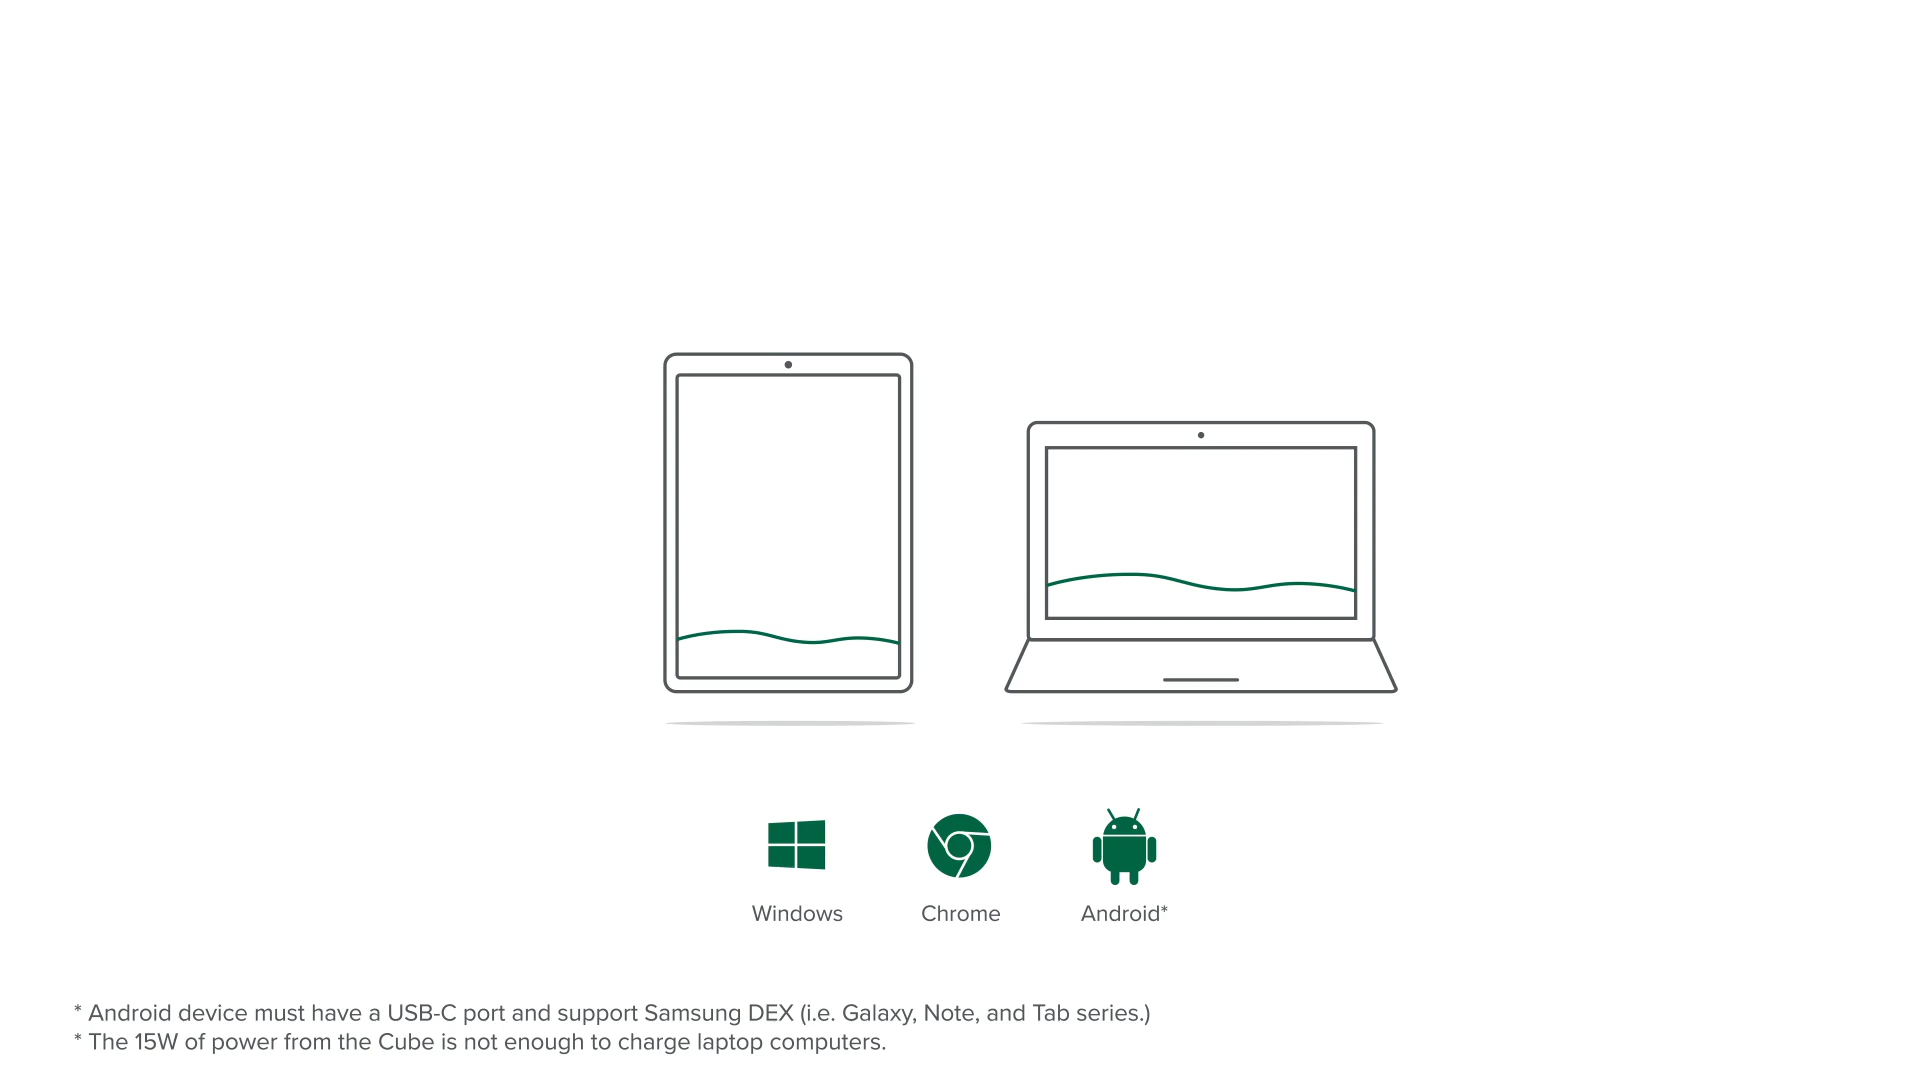 Windows
Chrome
Android*
* Android device must have a USB-C port and support Samsung DEX (i.e. Galaxy, Note, and Tab series.)
* The 15W of power from the Cube is not enough to charge laptop computers.